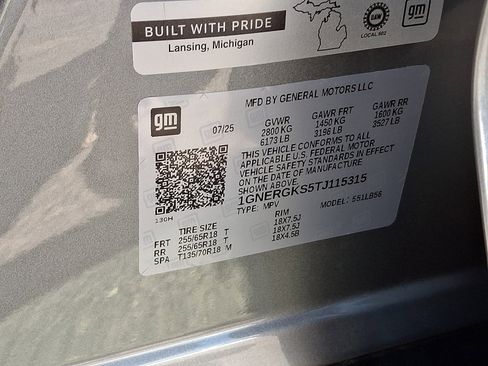 BUILT WITH PRIDE
Lansing, Michigan
UAW
LOCAL 602
gm
gm
MFD BY GENERAL MOTORS LLC
07/25
GVWR GAWR FRT GAWR RR
2800 KG 1450 KG 1600 KG
6173 LB 3196 LB 3527 LB
THIS VEHICLE CONFORMS TO ALL
APPLICABLE U.S. FEDERAL MOTOR
VEHICLE SAFETY STANDARDS IN EFFECT
ON THE DATE OF MANUFACTURE
SHOWN ABOVE
1GNERGKS5TJ115315
TYPE: MPV MODEL: 551LB56
130H
TIRE SIZE RIM
FRT 255/65R18 T 18X7.5J
RR 255/65R18 T 18X7.5J
SPA T135/70R18 M 18X4.5B